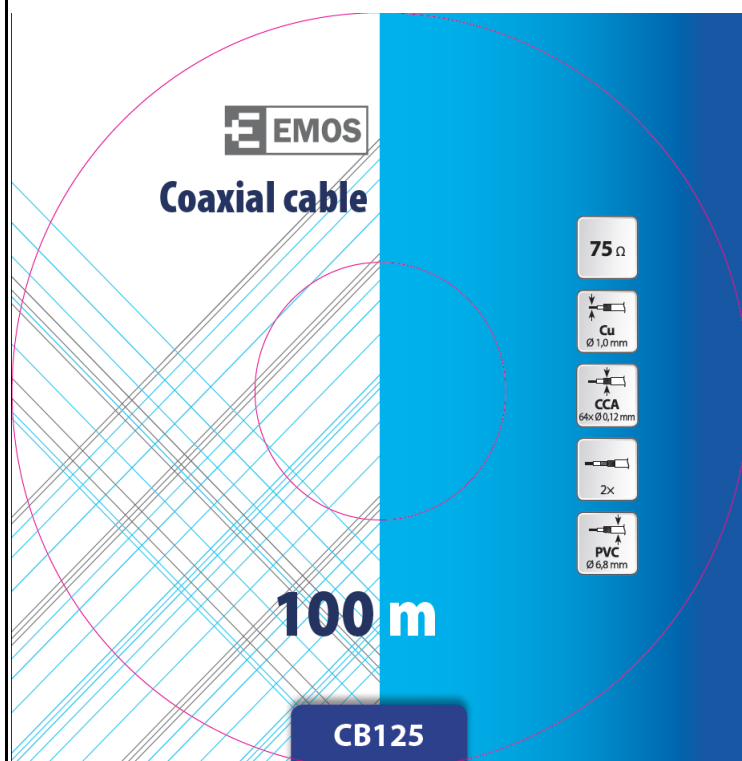 EMOS
Coaxial cable
75 Ω
Cu
Ø 1,0 mm
CCA
64× Ø 0,12 mm
2×
PVC
Ø 6,8 mm
100 m
CB125